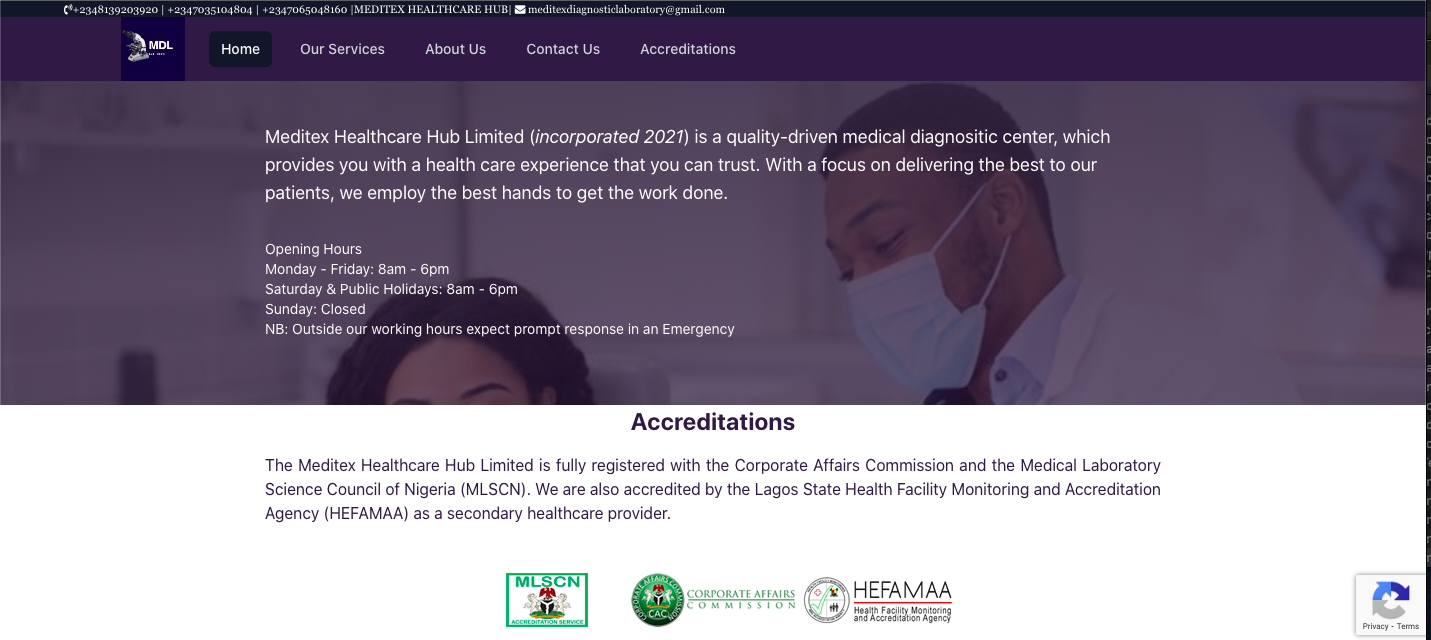 +2348139203920 | +2347035104804 | +2347065048160 |MEDITEX HEALTHCARE HUB| meditexdiagnosticlaboratory@gmail.com
MDL
Home Our Services About Us Contact Us Accreditations
Meditex Healthcare Hub Limited (incorporated 2021) is a quality-driven medical diagnositic center, which
provides you with a health care experience that you can trust. With a focus on delivering the best to our
patients, we employ the best hands to get the work done.
Opening Hours
Monday - Friday: 8am - 6pm
Saturday & Public Holidays: 8am - 6pm
Sunday: Closed
NB: Outside our working hours expect prompt response in an Emergency
Accreditations
The Meditex Healthcare Hub Limited is fully registered with the Corporate Affairs Commission and the Medical Laboratory
Science Council of Nigeria (MLSCN). We are also accredited by the Lagos State Health Facility Monitoring and Accreditation
Agency (HEFAMAA) as a secondary healthcare provider.
MLSCN
ACCREDITATION SERVICE
CORPORATE AFFAIRS COMMISSION
CAC
CORPORATE AFFAIRS
COMMISSION
HEFAMAA
Health Facility Monitoring
and Accreditation Agency
Privacy - Terms